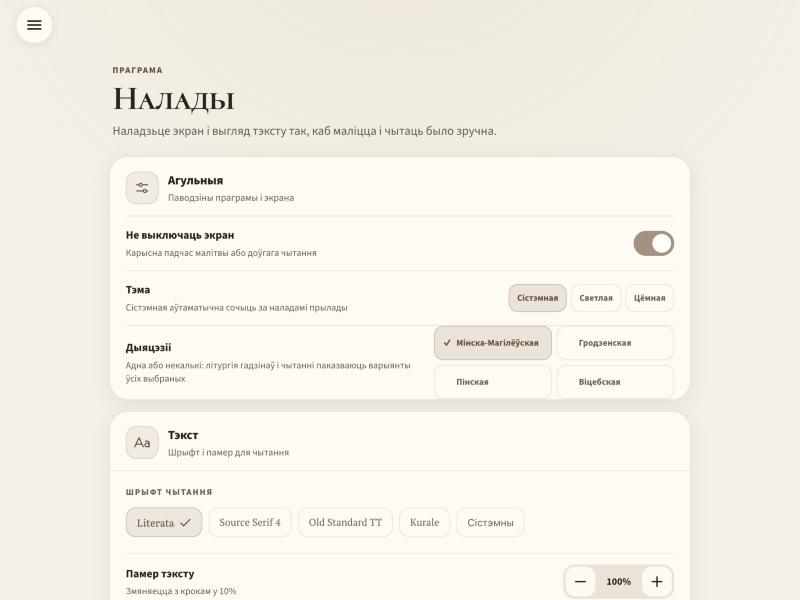 ПРАГРАМА
Налады
Наладзьце экран і выгляд тэксту так, каб маліцца і чытаць было зручна.
Агульныя
Паводзіны праграмы і экрана
Не выключаць экран
Карысна падчас малітвы або доўгага чытання
Тэма
Сістэмная аўтаматычна сочыць за наладамі прылады
Сістэмная
Светлая
Цёмная
Дыяцэзіі
Адна або некалькі: літургія гадзінаў і чытанні паказваюць варыянты
ўсіх выбраных
Мінска-Магілёўская
Гродзенская
Пінская
Віцебская
Aa
Тэкст
Шрыфт і памер для чытання
ШРЫФТ ЧЫТАННЯ
Literata
Source Serif 4
Old Standard TT
Kurale
Сістэмны
Памер тэксту
Змяняецца з крокам у 10%
− 100% +